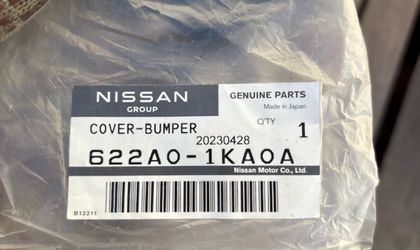 NISSAN
GROUP
GENUINE PARTS
Made in Japan
COVER-BUMPER
Q'TY 1
20230428
622A0-1KA0A
Nissan Motor Co., Ltd.
B12211